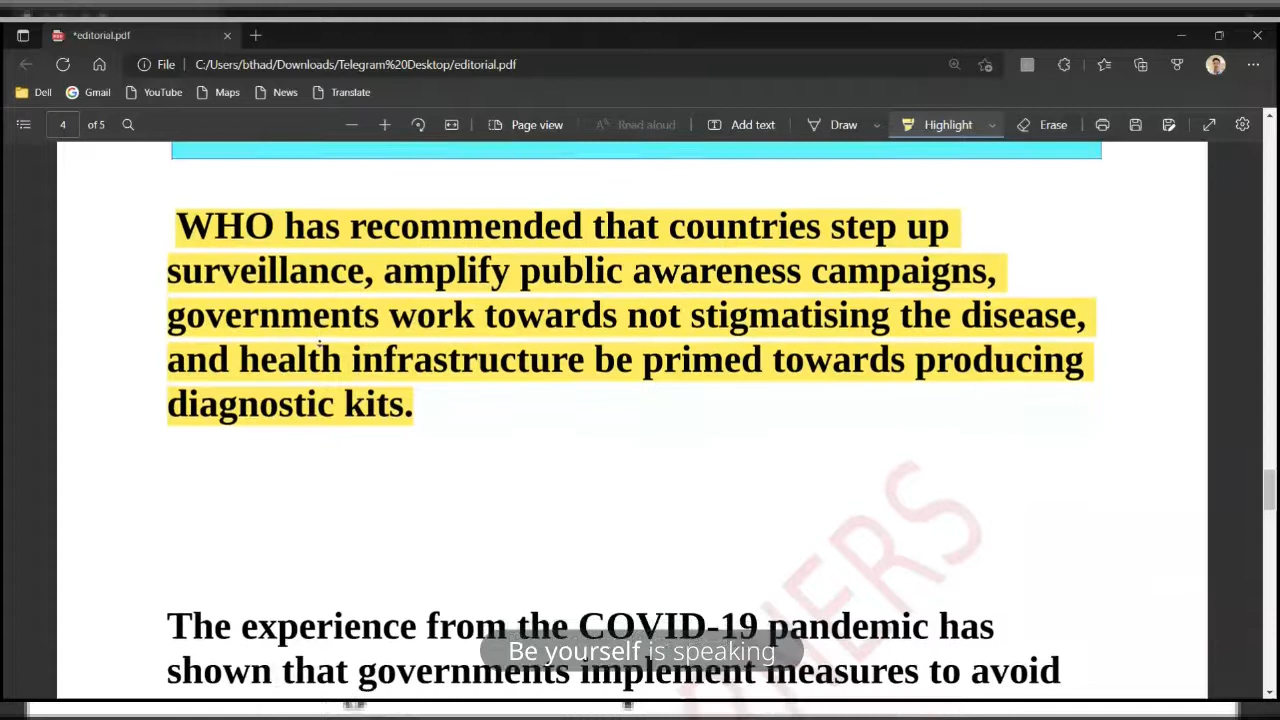 *editorial.pdf
File
C:/Users/bthad/Downloads/Telegram%20Desktop/editorial.pdf
Dell
Gmail
YouTube
Maps
News
Translate
4
of 5
Page view
Read aloud
Add text
Draw
Highlight
Erase
WHO has recommended that countries step up
surveillance, amplify public awareness campaigns,
governments work towards not stigmatising the disease,
and health infrastructure be primed towards producing
diagnostic kits.
The experience from the COVID-19 pandemic has
Be yourself is speaking
shown that governments implement measures to avoid